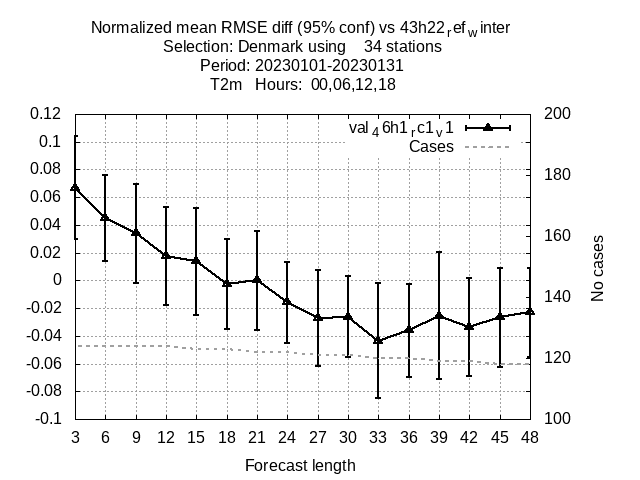 Normalized mean RMSE diff (95% conf) vs 43h22refwinter
Selection: Denmark using 34 stations
Period: 20230101-20230131
T2m Hours: 00,06,12,18
0.12
0.1
0.08
0.06
0.04
0.02
0
-0.02
-0.04
-0.06
-0.08
-0.1
val46h1rc1v1
Cases
200
180
160
140
120
100
No cases
3 6 9 12 15 18 21 24 27 30 33 36 39 42 45 48
Forecast length